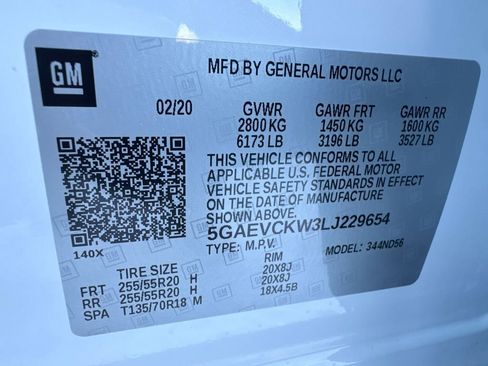 GM
MFD BY GENERAL MOTORS LLC
02/20 GVWR GAWR FRT GAWR RR
2800 KG 1450 KG 1600 KG
6173 LB 3196 LB 3527 LB
THIS VEHICLE CONFORMS TO ALL
APPLICABLE U.S. FEDERAL MOTOR
VEHICLE SAFETY STANDARDS IN EFFECT
ON THE DATE OF MANUFACTURE
SHOWN ABOVE.
5GAEVCKW3LJ229654
140X TYPE: M.P.V. MODEL: 344ND56
TIRE SIZE RIM
FRT 255/55R20 H 20X8J
RR 255/55R20 H 20X8J
SPA T135/70R18 M 18X4.5B